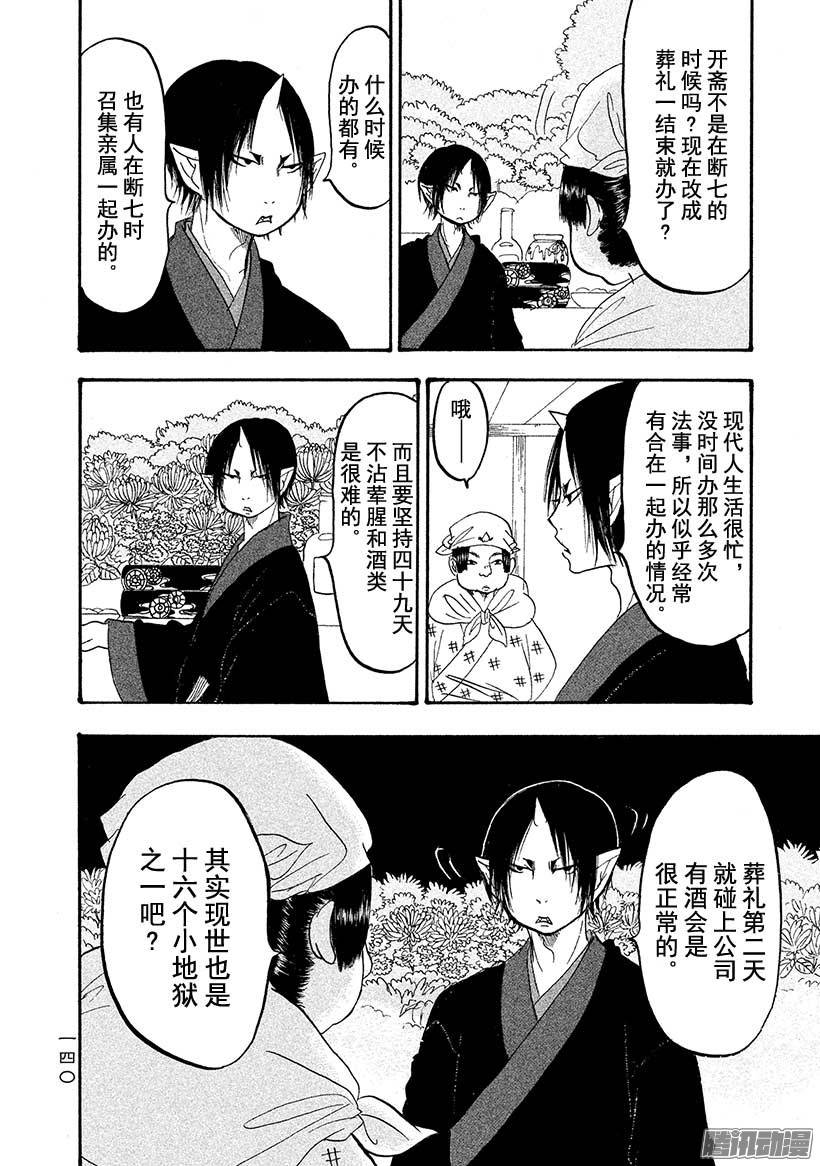 开斋不是在断七的
时候吗？现在改成
葬礼一结束就办了？
什么时候
办的都有。
也有人在断七时
召集亲属一起办的。
现代人生活很忙，
没时间办那么多次
法事，所以似乎经常
有合在一起办的情况。
哦——
而且要坚持四十九天
不沾荤腥和酒类
是很难的。
葬礼第二天
就碰上公司
有酒会是
很正常的。
其实现世也是
十六个小地狱
之一吧？
一四〇
腾讯动漫